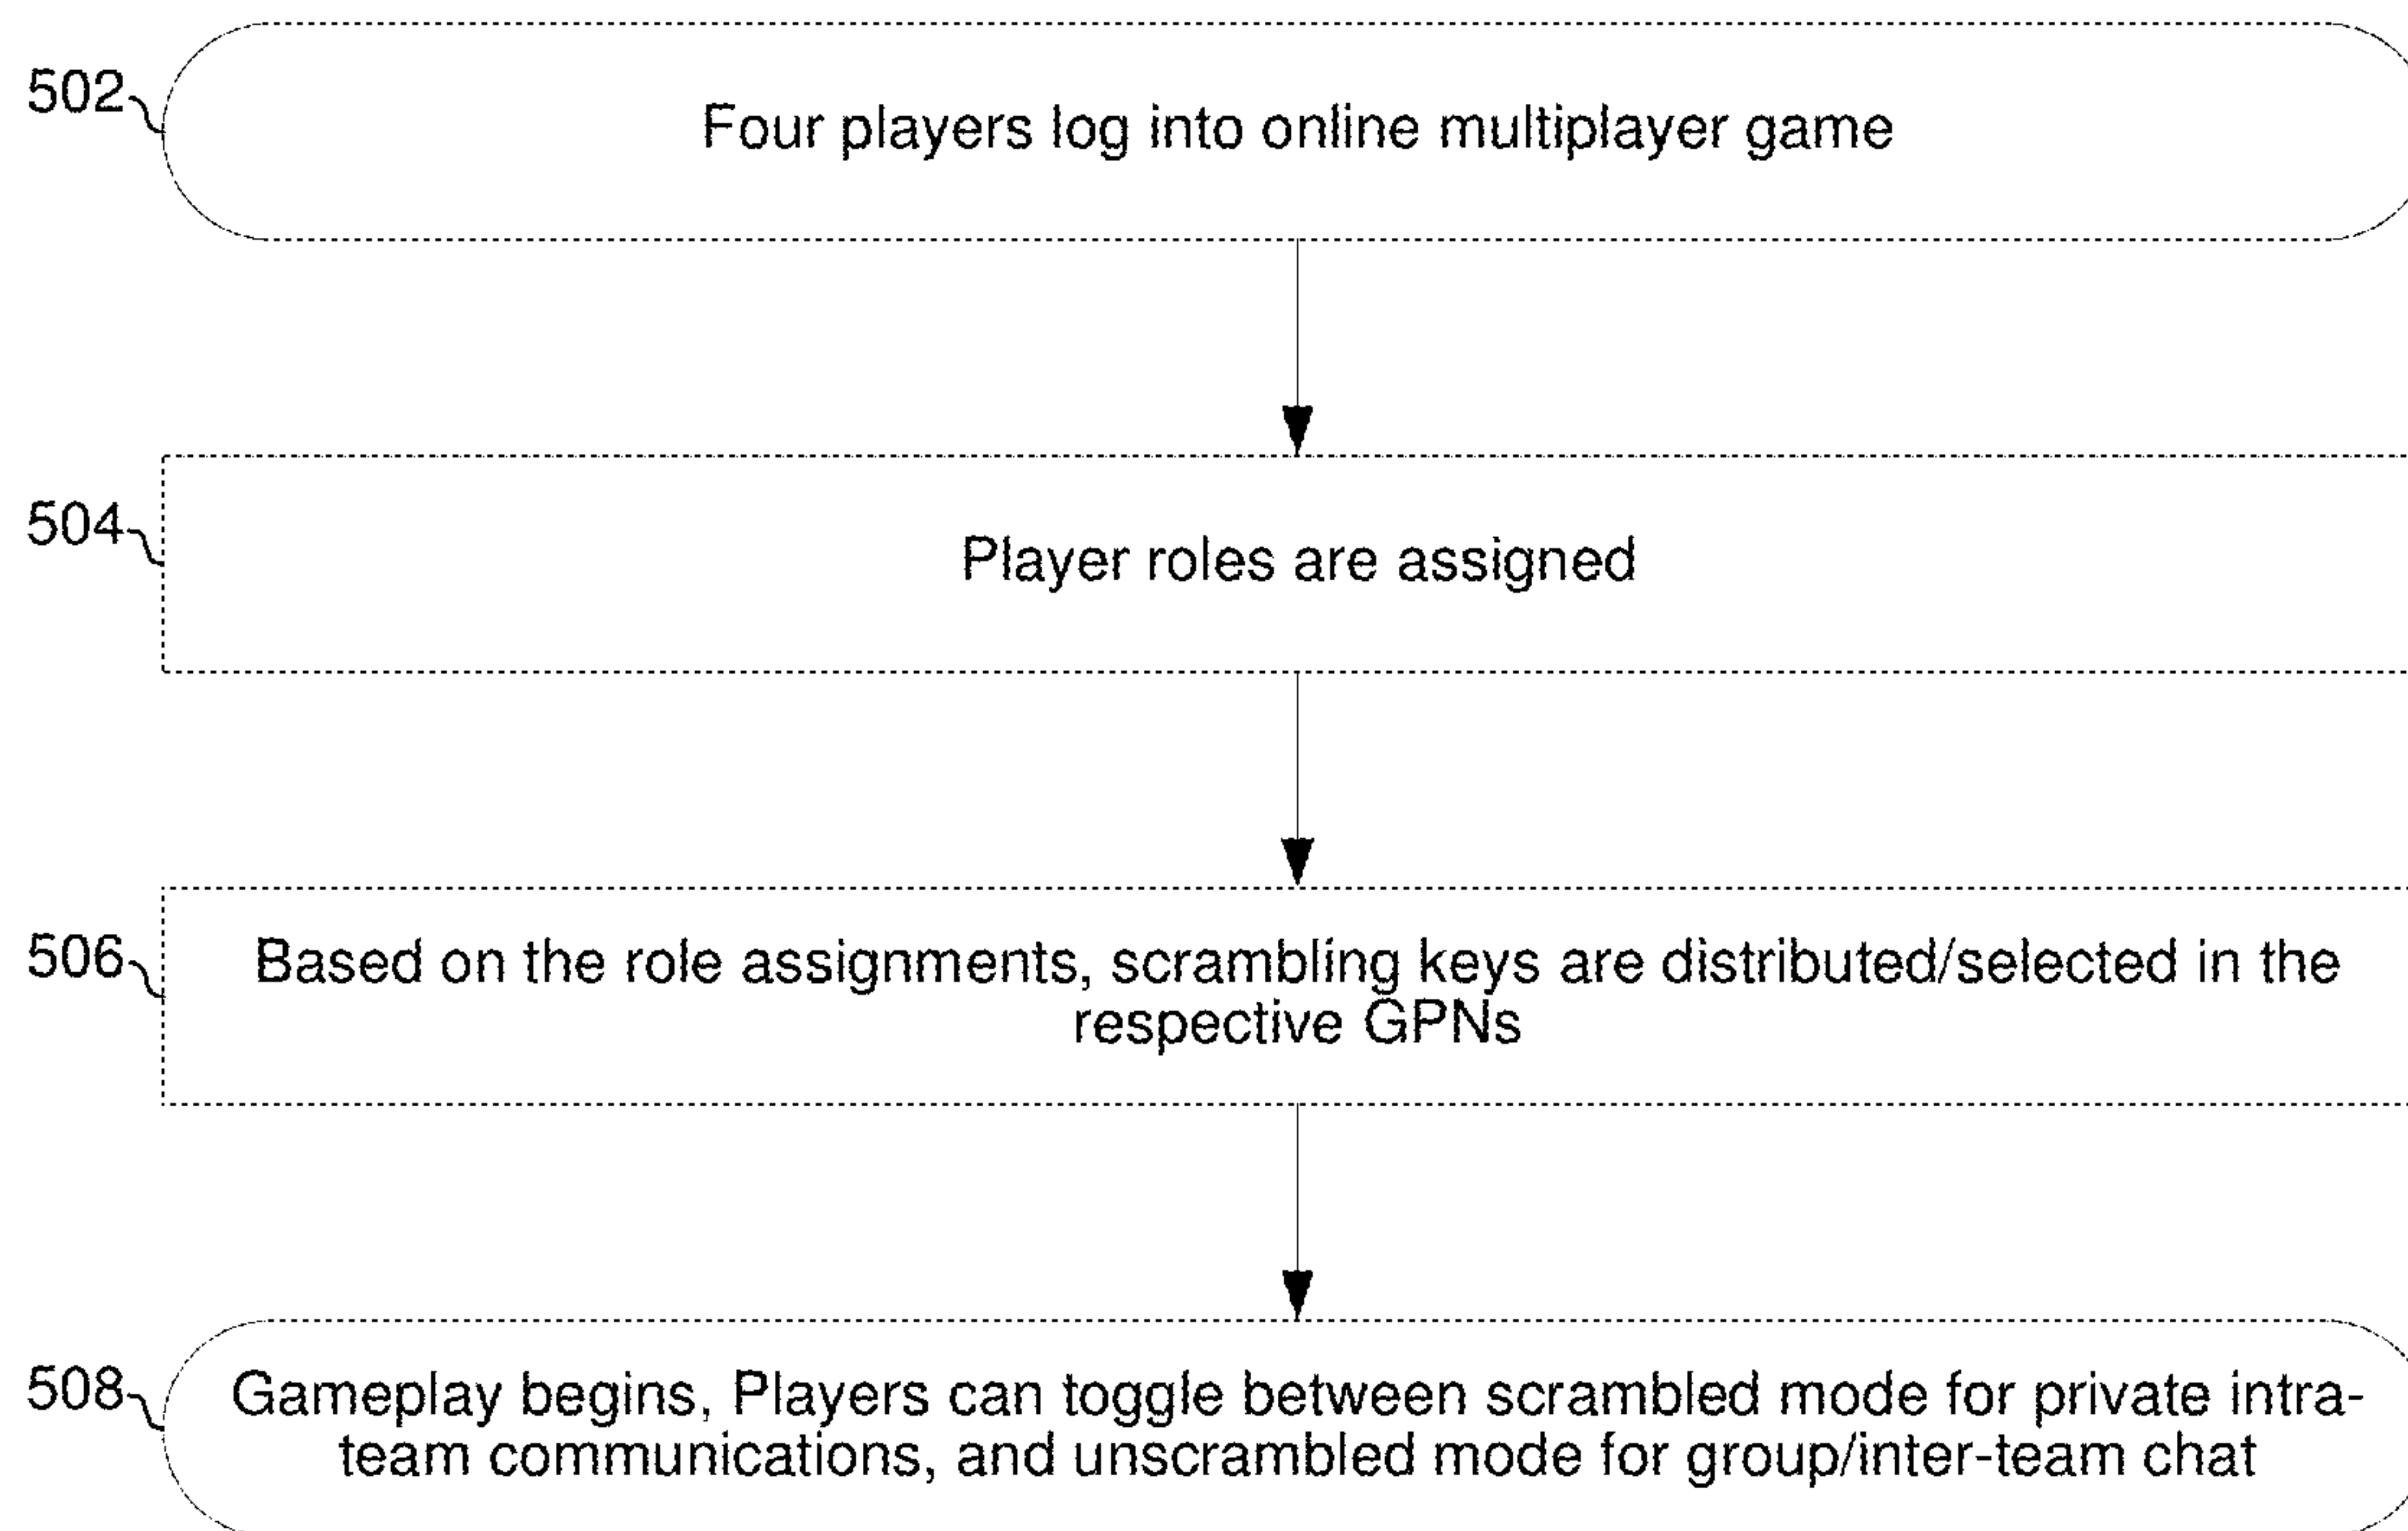 502
Four players log into online multiplayer game
504
Player roles are assigned
506
Based on the role assignments, scrambling keys are distributed/selected in the
respective GPNs
508
Gameplay begins, Players can toggle between scrambled mode for private intra-
team communications, and unscrambled mode for group/inter-team chat